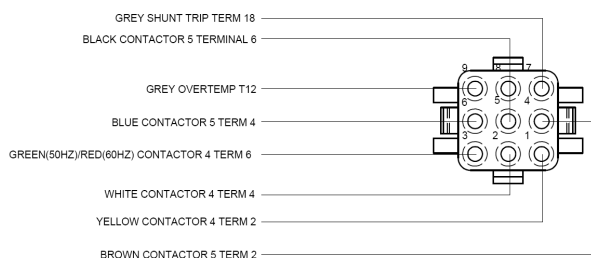 GREY SHUNT TRIP TERM 18
BLACK CONTACTOR 5 TERMINAL 6
9 8 7
GREY OVERTEMP T12
6 5 4
BLUE CONTACTOR 5 TERM 4
3 2 1
GREEN(50HZ)/RED(60HZ) CONTACTOR 4 TERM 6
WHITE CONTACTOR 4 TERM 4
YELLOW CONTACTOR 4 TERM 2
BROWN CONTACTOR 5 TERM 2